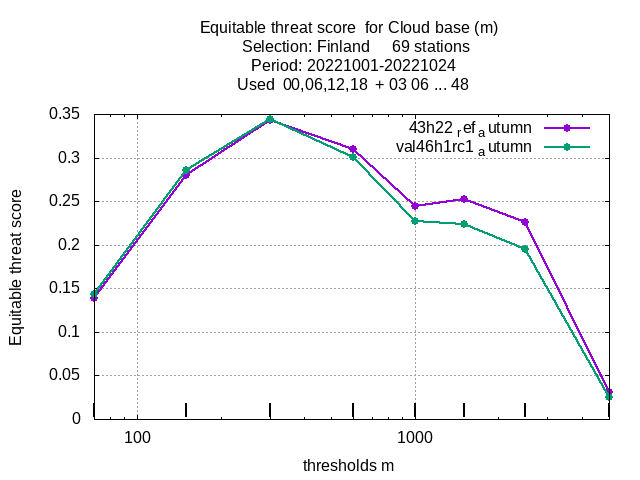 Equitable threat score  for Cloud base (m)
Selection: Finland     69 stations
Period: 20221001-20221024
Used  00,06,12,18  + 03 06 ... 48
43h22 ref autumn
val46h1rc1 autumn
Equitable threat score
0.35
0.3
0.25
0.2
0.15
0.1
0.05
0
100 1000
thresholds m